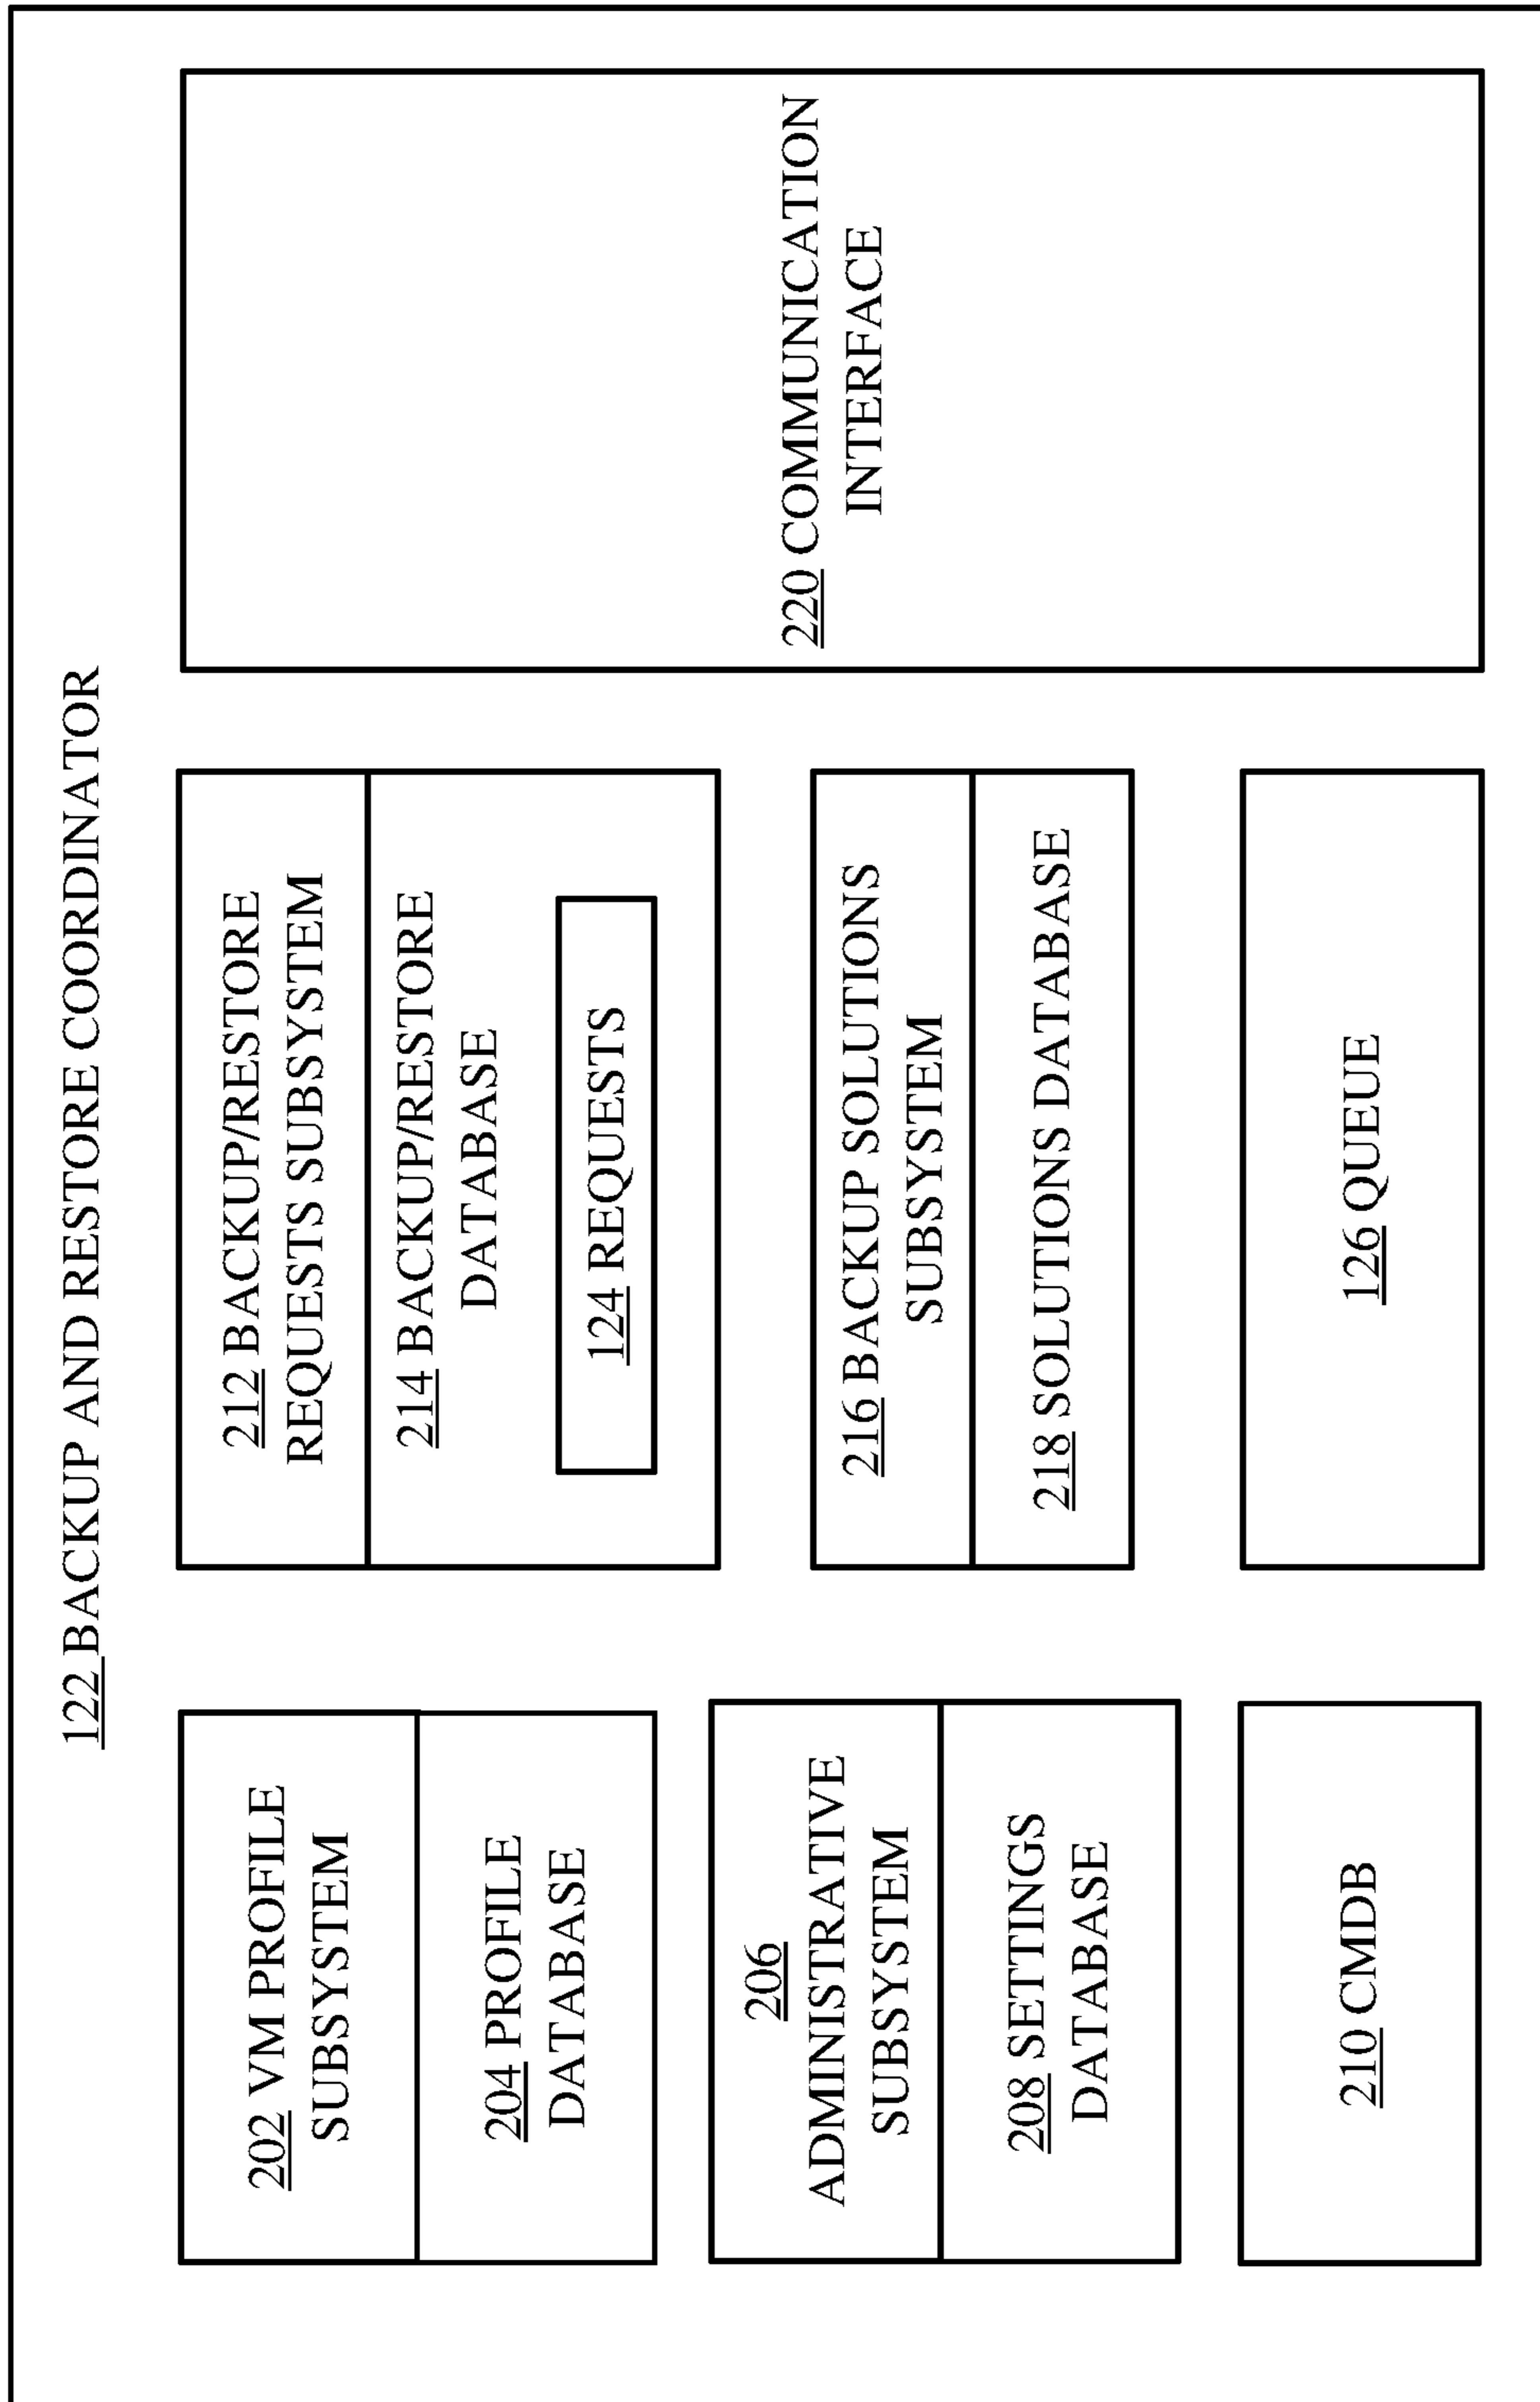 122 BACKUP AND RESTORE COORDINATOR
202 VM PROFILE
SUBSYSTEM
204 PROFILE
DATABASE
206
ADMINISTRATIVE
SUBSYSTEM
208 SETTINGS
DATABASE
210 CMDB
212 BACKUP/RESTORE
REQUESTS SUBSYSTEM
214 BACKUP/RESTORE
DATABASE
124 REQUESTS
216 BACKUP SOLUTIONS
SUBSYSTEM
218 SOLUTIONS DATABASE
126 QUEUE
220 COMMUNICATION
INTERFACE